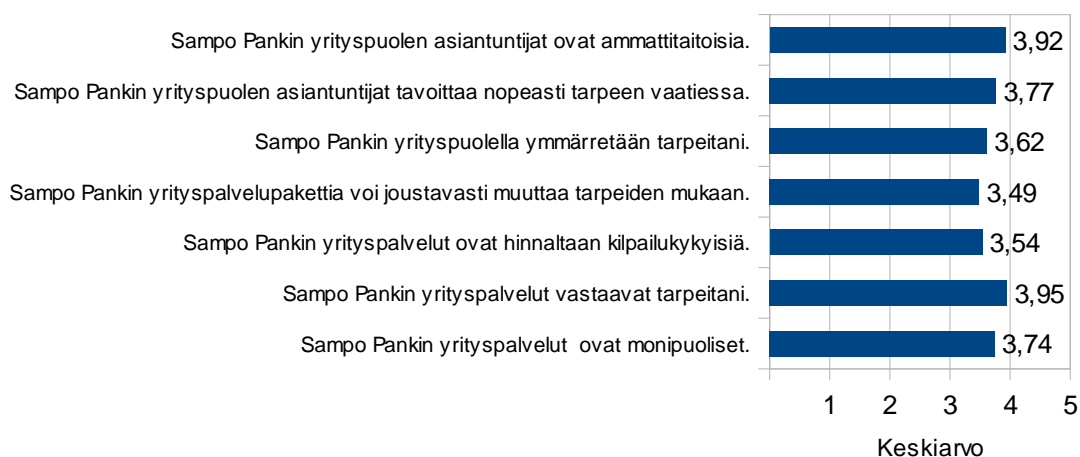 Sampo Pankin yrityspuolen asiantuntijat ovat ammattitaitoisia. 3,92
Sampo Pankin yrityspuolen asiantuntijat tavoittaa nopeasti tarpeen vaatiessa. 3,77
Sampo Pankin yrityspuolella ymmärretään tarpeitani. 3,62
Sampo Pankin yrityspalvelupakettia voi joustavasti muuttaa tarpeiden mukaan. 3,49
Sampo Pankin yrityspalvelut ovat hinnaltaan kilpailukykyisiä. 3,54
Sampo Pankin yrityspalvelut vastaavat tarpeitani. 3,95
Sampo Pankin yrityspalvelut ovat monipuoliset. 3,74
1 2 3 4 5
Keskiarvo